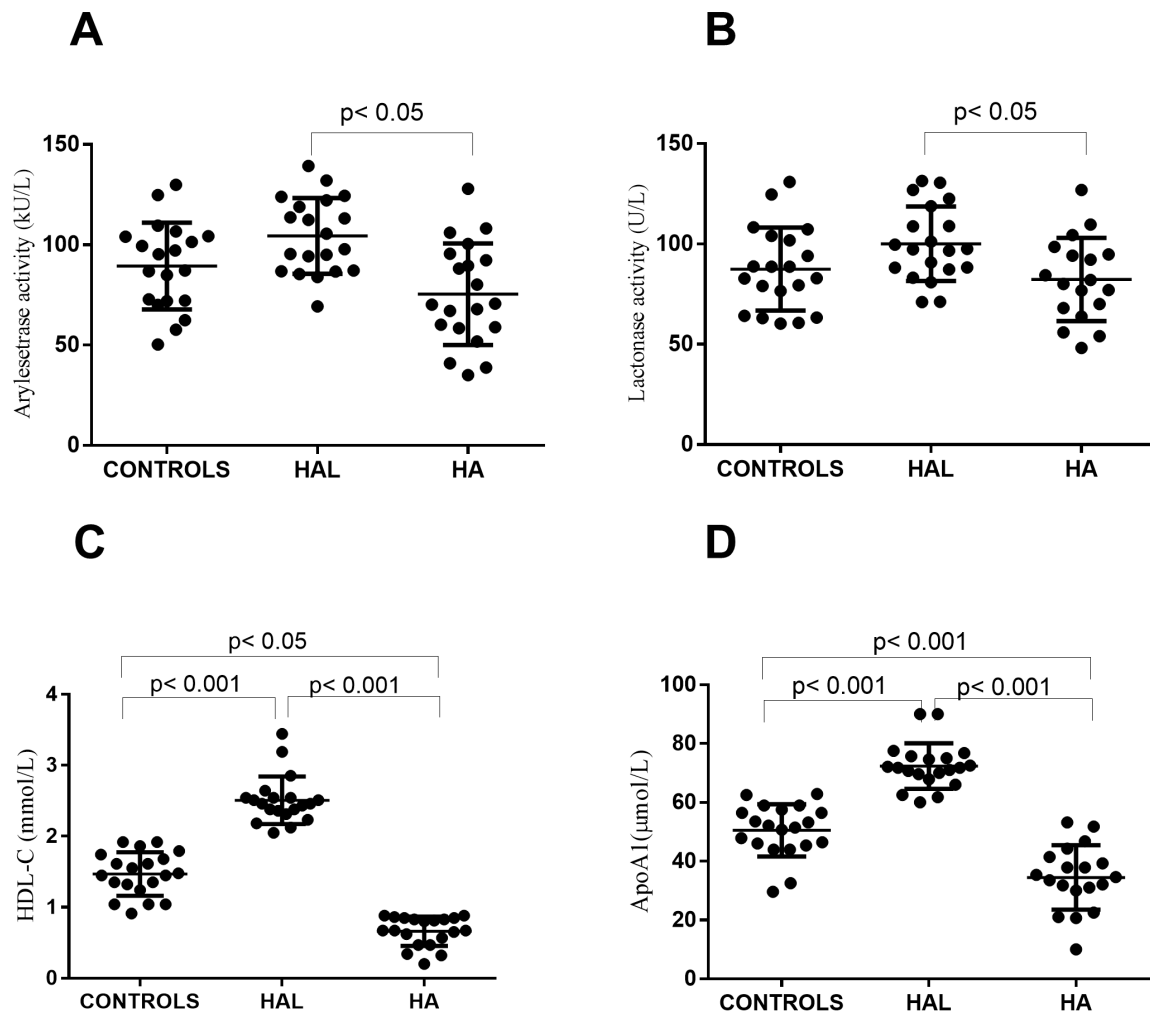 A
p< 0.05
Arylesetrase activity (kU/L)
150
100
50
0
CONTROLS HAL HA
B
p< 0.05
Lactonase activity (U/L)
150
100
50
0
CONTROLS HAL HA
C
p< 0.05
p< 0.001 p< 0.001
HDL-C (mmol/L)
4
3
2
1
0
CONTROLS HAL HA
D
p< 0.001
p< 0.001 p< 0.001
ApoA1(μmol/L)
100
80
60
40
20
0
CONTROLS HAL HA